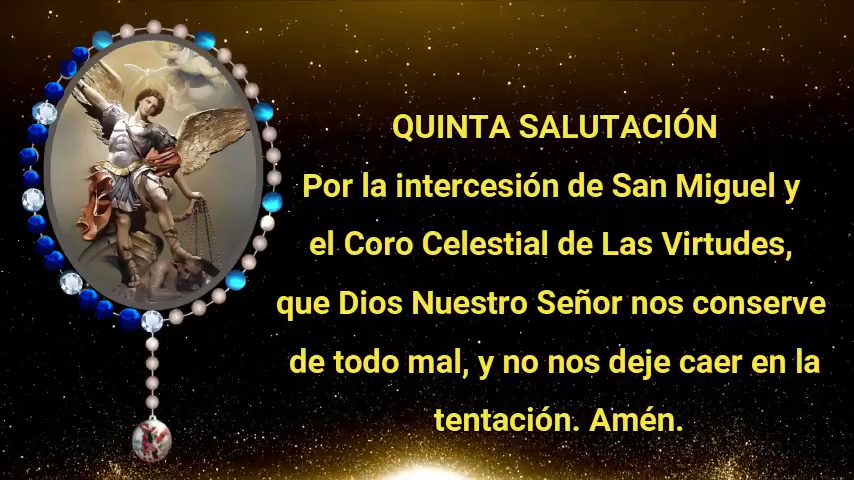 QUINTA SALUTACIÓN
Por la intercesión de San Miguel y
el Coro Celestial de Las Virtudes,
que Dios Nuestro Señor nos conserve
de todo mal, y no nos deje caer en la
tentación. Amén.